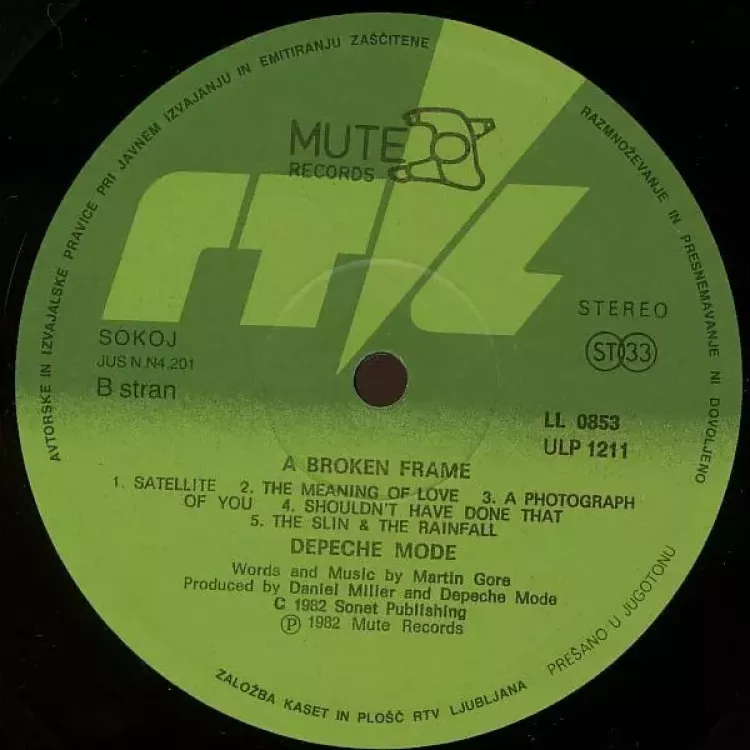 AVTORSKE IN IZVAJALSKE PRAVICE PRI JAVNEM IZVAJANJU IN EMITIRANJU ZAŠČITENE
RAZMNOŽEVANJE IN PRESNEMAVANJE NI DOVOLJENO
MUTE
RECORDS
rtl
STEREO
SOKOJ
JUS N.N4.201
ST 33
B stran
LL 0853
ULP 1211
A BROKEN FRAME
1. SATELLITE 2. THE MEANING OF LOVE 3. A PHOTOGRAPH
OF YOU 4. SHOULDN'T HAVE DONE THAT
5. THE SLIN & THE RAINFALL
DEPECHE MODE
Words and Music by Martin Gore
Produced by Daniel Miller and Depeche Mode
C 1982 Sonet Publishing
Ⓟ 1982 Mute Records
PREŠANO U JUGOTONU
ZALOŽBA KASET IN PLOŠČ RTV LJUBLJANA